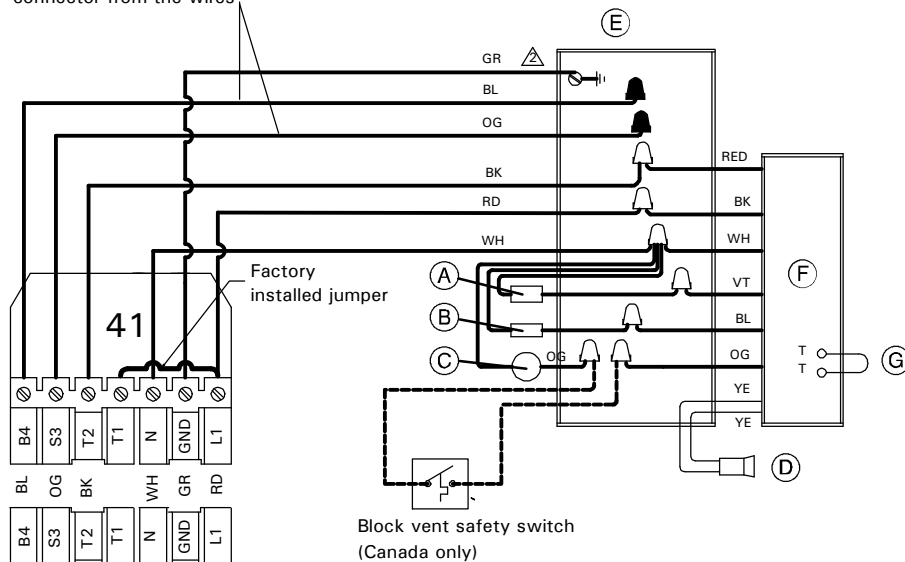 connector from the wires
E
GR
2
BL
OG
BK
RED
RD
BK
WH
WH
F
Factory
installed jumper
A
VT
B
BL
41
C
OG
OG
T
T
G
YE
YE
D
B4
S3
T2
T1
N
GND
L1
BL
OG
BK
WH
GR
RD
Block vent safety switch
(Canada only)
B4
S3
T2
T1
N
GND
L1